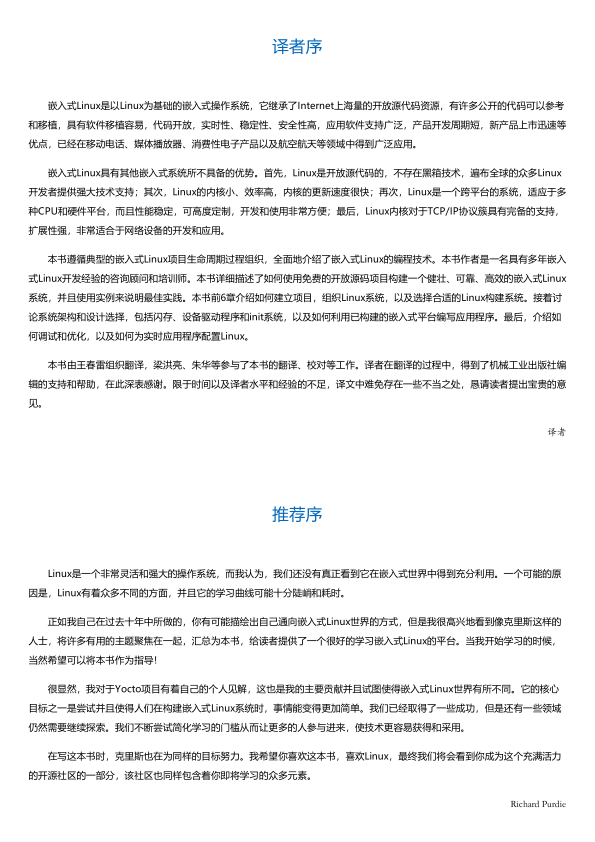 译者序
嵌入式Linux是以Linux为基础的嵌入式操作系统，它继承了Internet上海量的开放源代码资源，有许多公开的代码可以参考
和移植，具有软件移植容易，代码开放，实时性、稳定性、安全性高，应用软件支持广泛，产品开发周期短，新产品上市迅速等
优点，已经在移动电话、媒体播放器、消费性电子产品以及航空航天等领域中得到广泛应用。
嵌入式Linux具有其他嵌入式系统所不具备的优势。首先，Linux是开放源代码的，不存在黑箱技术，遍布全球的众多Linux
开发者提供强大技术支持；其次，Linux的内核小、效率高，内核的更新速度很快；再次，Linux是一个跨平台的系统，适应于多
种CPU和硬件平台，而且性能稳定，可高度定制，开发和使用非常方便；最后，Linux内核对于TCP/IP协议簇具有完备的支持，
扩展性强，非常适合于网络设备的开发和应用。
本书遵循典型的嵌入式Linux项目生命周期过程组织，全面地介绍了嵌入式Linux的编程技术。本书作者是一名具有多年嵌入
式Linux开发经验的咨询顾问和培训师。本书详细描述了如何使用免费的开放源码项目构建一个健壮、可靠、高效的嵌入式Linux
系统，并且使用实例来说明最佳实践。本书前6章介绍如何建立项目，组织Linux系统，以及选择合适的Linux构建系统。接着讨
论系统架构和设计选择，包括闪存、设备驱动程序和init系统，以及如何利用已构建的嵌入式平台编写应用程序。最后，介绍如
何调试和优化，以及如何为实时应用程序配置Linux。
本书由王春雷组织翻译，梁洪亮、朱华等参与了本书的翻译、校对等工作。译者在翻译的过程中，得到了机械工业出版社编
辑的支持和帮助，在此深表感谢。限于时间以及译者水平和经验的不足，译文中难免存在一些不当之处，恳请读者提出宝贵的意
见。
译者
推荐序
Linux是一个非常灵活和强大的操作系统，而我认为，我们还没有真正看到它在嵌入式世界中得到充分利用。一个可能的原
因是，Linux有着众多不同的方面，并且它的学习曲线可能十分陡峭和耗时。
正如我自己在过去十年中所做的，你有可能描绘出自己通向嵌入式Linux世界的方式，但是我很高兴地看到像克里斯这样的
人士，将许多有用的主题聚焦在一起，汇总为本书，给读者提供了一个很好的学习嵌入式Linux的平台。当我开始学习的时候，
当然希望可以将本书作为指导！
很显然，我对于Yocto项目有着自己的个人见解，这也是我的主要贡献并且试图使得嵌入式Linux世界有所不同。它的核心
目标之一是尝试并且使得人们在构建嵌入式Linux系统时，事情能变得更加简单。我们已经取得了一些成功，但是还有一些领域
仍然需要继续探索。我们不断尝试简化学习的门槛从而让更多的人参与进来，使技术更容易获得和采用。
在写这本书时，克里斯也在为同样的目标努力。我希望你喜欢这本书，喜欢Linux，最终我们将会看到你成为这个充满活力
的开源社区的一部分，该社区也同样包含着你即将学习的众多元素。
Richard Purdie